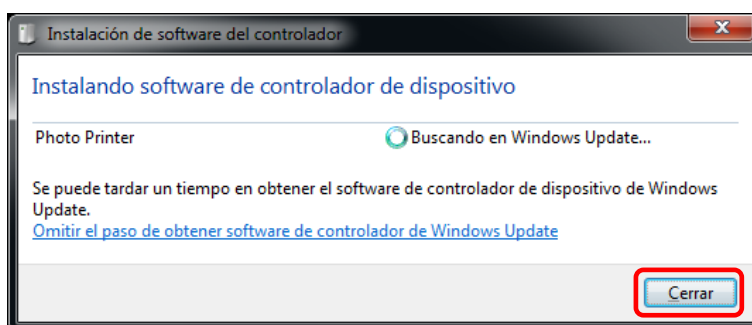 Instalación de software del controlador
Instalando software de controlador de dispositivo
Photo Printer Buscando en Windows Update...
Se puede tardar un tiempo en obtener el software de controlador de dispositivo de Windows
Update.
Omitir el paso de obtener software de controlador de Windows Update
Cerrar